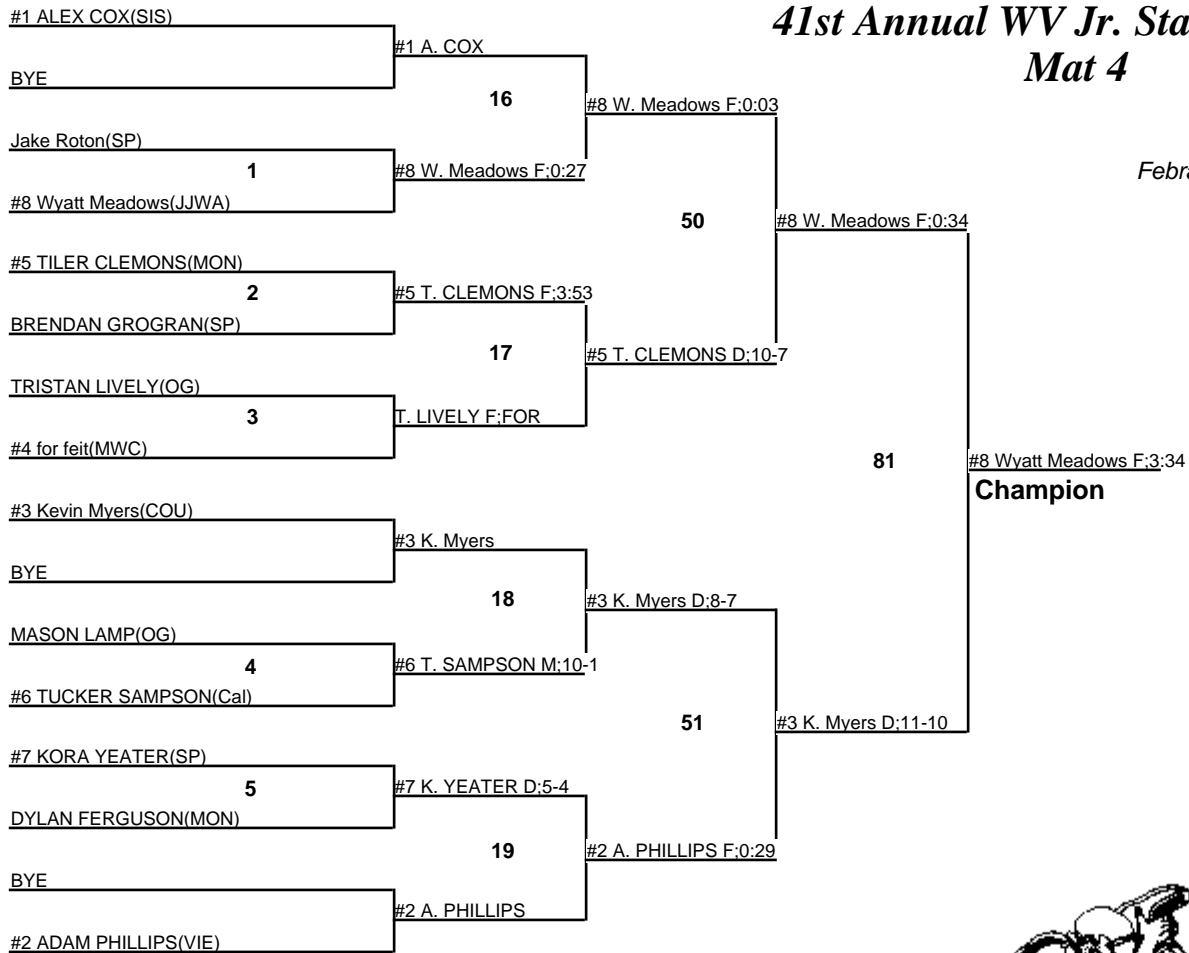 41st Annual WV Jr. Sta
Mat 4
Febra
#1 ALEX COX(SIS)
BYE
Jake Roton(SP)
#8 Wyatt Meadows(JJWA)
#5 TILER CLEMONS(MON)
BRENDAN GROGRAN(SP)
TRISTAN LIVELY(OG)
#4 for feit(MWC)
#3 Kevin Myers(COU)
BYE
MASON LAMP(OG)
#6 TUCKER SAMPSON(Cal)
#7 KORA YEATER(SP)
DYLAN FERGUSON(MON)
BYE
#2 ADAM PHILLIPS(VIE)
1
2
3
4
5
#1 A. COX
#8 W. Meadows F;0:27
#5 T. CLEMONS F;3:53
T. LIVELY F;FOR
#3 K. Myers
#6 T. SAMPSON M;10-1
#7 K. YEATER D;5-4
#2 A. PHILLIPS
16
17
18
19
#8 W. Meadows F;0:03
#5 T. CLEMONS D;10-7
#3 K. Myers D;8-7
#2 A. PHILLIPS F;0:29
50
51
#8 W. Meadows F;0:34
#3 K. Myers D;11-10
81
#8 Wyatt Meadows F;3:34
Champion